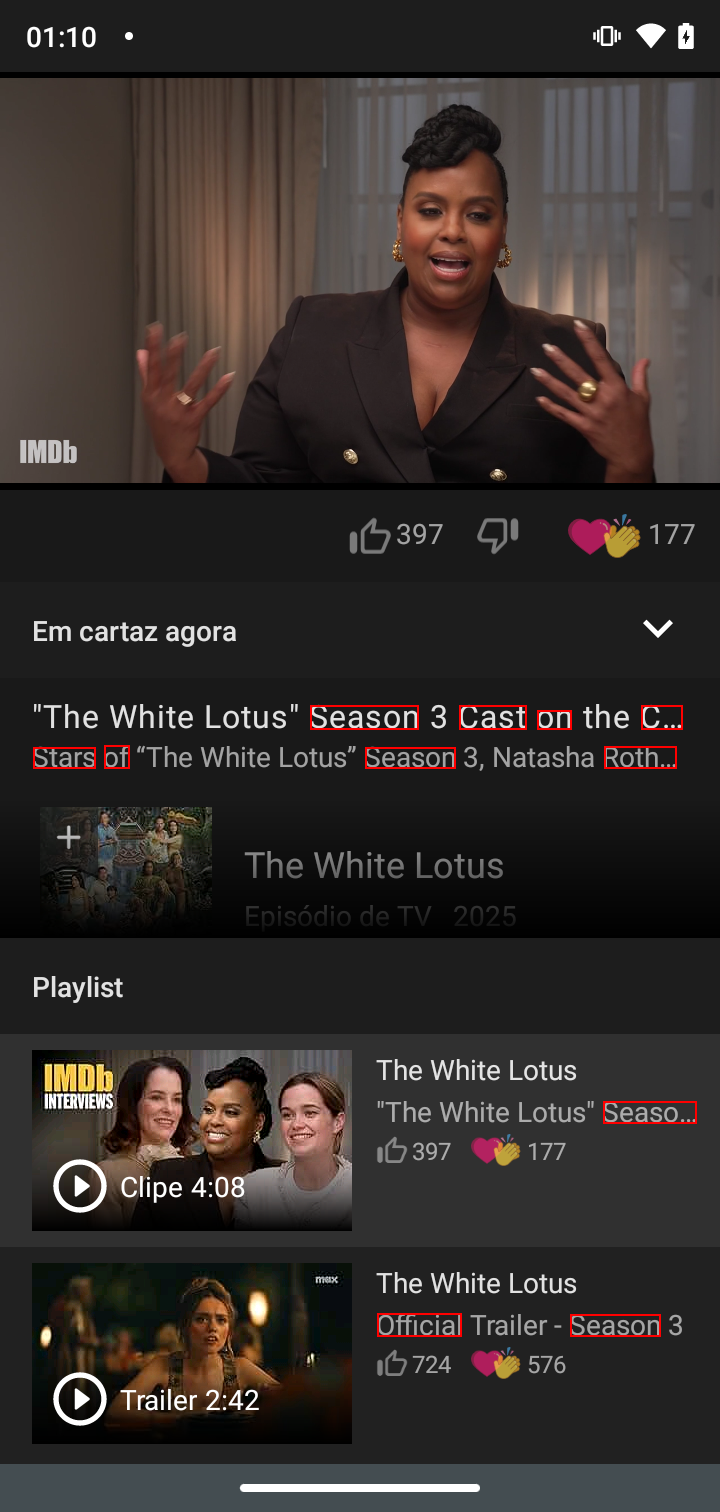 01:10
IMDb
397
177
Em cartaz agora
"The White Lotus" Season 3 Cast on the C…
Stars of “The White Lotus” Season 3, Natasha Roth…
The White Lotus
Episódio de TV 2025
Playlist
IMDb
INTERVIEWS
Clipe 4:08
The White Lotus
"The White Lotus" Seaso…
397 177
max
Trailer 2:42
The White Lotus
Official Trailer - Season 3
724 576